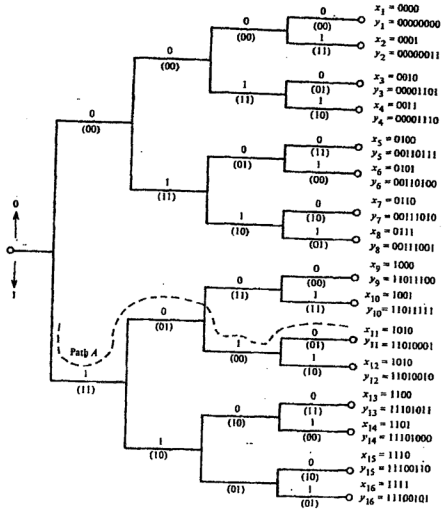 x1 = 0000
0
(00)
y1 = 00000000
0
(00)
1
(11)
x2 = 0001
y2 = 00000011
0
(00)
0
(01)
x3 = 0010
y3 = 00001101
1
(11)
1
(10)
x4 = 0011
y4 = 00001110
0
(00)
0
(11)
x5 = 0100
y5 = 00110111
0
(01)
1
(00)
x6 = 0101
y6 = 00110100
1
(11)
0
(10)
x7 = 0110
y7 = 00111010
1
(10)
1
(01)
x8 = 0111
y8 = 00111001
0
1
0
(00)
x9 = 1000
y9 = 11011100
0
(11)
1
(11)
x10 = 1001
y10 = 11011111
0
(01)
0
(01)
x11 = 1010
y11 = 11010001
Path A
1
(00)
1
(10)
x12 = 1010
y12 = 11010010
1
(11)
0
(11)
x13 = 1100
y13 = 11101011
0
(10)
1
(00)
x14 = 1101
y14 = 11101000
1
(10)
0
(10)
x15 = 1110
y15 = 11100110
(01)
1
(01)
x16 = 1111
y16 = 11100101